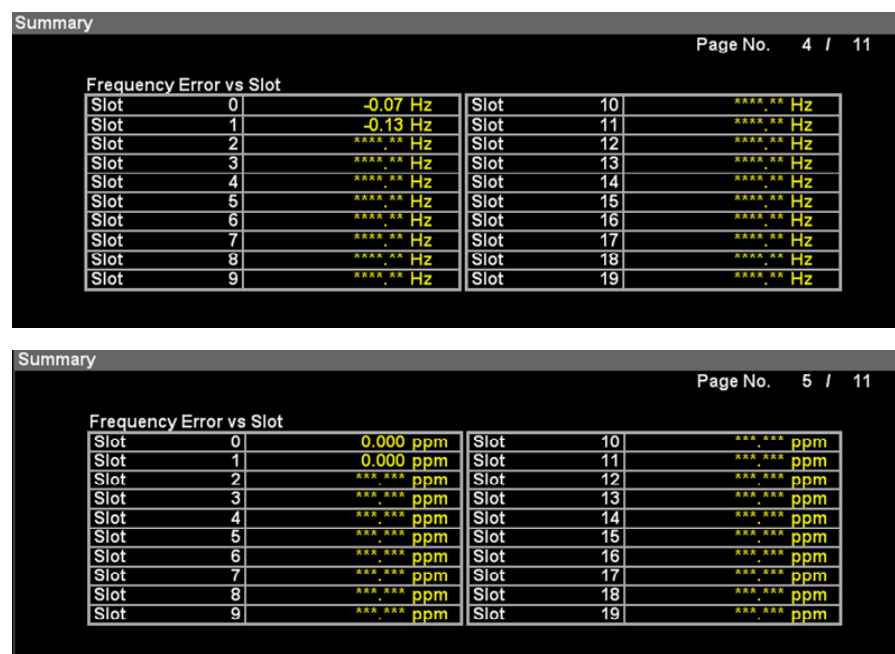 Summary
Page No. 4 / 11
Frequency Error vs Slot
Slot 0 -0.07 Hz Slot 10 ****.** Hz
Slot 1 -0.13 Hz Slot 11 ****.** Hz
Slot 2 ****.** Hz Slot 12 ****.** Hz
Slot 3 ****.** Hz Slot 13 ****.** Hz
Slot 4 ****.** Hz Slot 14 ****.** Hz
Slot 5 ****.** Hz Slot 15 ****.** Hz
Slot 6 ****.** Hz Slot 16 ****.** Hz
Slot 7 ****.** Hz Slot 17 ****.** Hz
Slot 8 ****.** Hz Slot 18 ****.** Hz
Slot 9 ****.** Hz Slot 19 ****.** Hz
Summary
Page No. 5 / 11
Frequency Error vs Slot
Slot 0 0.000 ppm Slot 10 ***.*** ppm
Slot 1 0.000 ppm Slot 11 ***.*** ppm
Slot 2 ***.*** ppm Slot 12 ***.*** ppm
Slot 3 ***.*** ppm Slot 13 ***.*** ppm
Slot 4 ***.*** ppm Slot 14 ***.*** ppm
Slot 5 ***.*** ppm Slot 15 ***.*** ppm
Slot 6 ***.*** ppm Slot 16 ***.*** ppm
Slot 7 ***.*** ppm Slot 17 ***.*** ppm
Slot 8 ***.*** ppm Slot 18 ***.*** ppm
Slot 9 ***.*** ppm Slot 19 ***.*** ppm